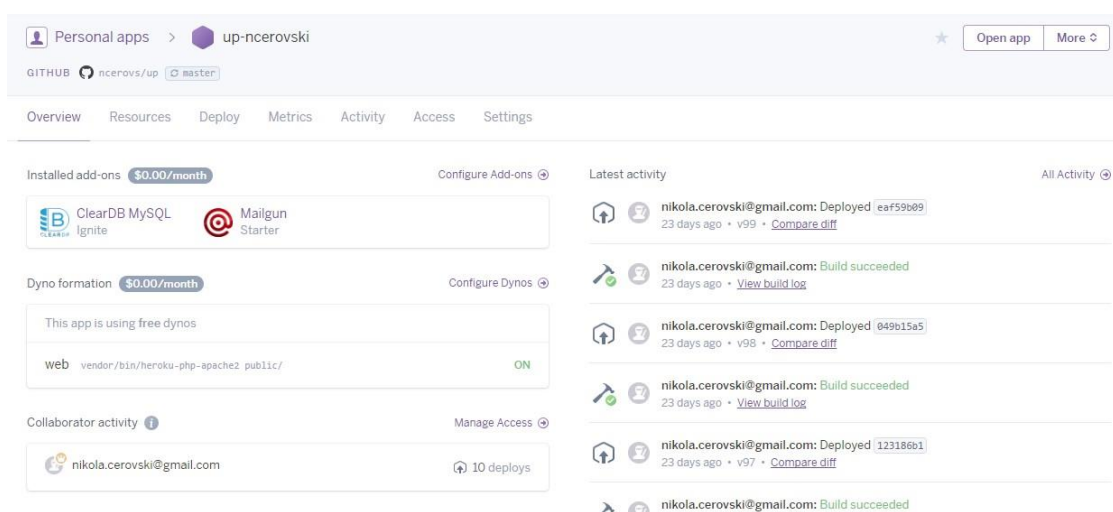 Personal apps > up-ncerovski
Open app More
GITHUB ncerovs/up master
Overview Resources Deploy Metrics Activity Access Settings
Installed add-ons $0.00/month Configure Add-ons
ClearDB MySQL
Ignite
Mailgun
Starter
Dyno formation $0.00/month Configure Dynos
This app is using free dynos
web vendor/bin/heroku-php-apache2 public/ ON
Collaborator activity Manage Access
nikola.cerovski@gmail.com 10 deploys
Latest activity All Activity
nikola.cerovski@gmail.com: Deployed eaf59b09
23 days ago • v99 • Compare diff
nikola.cerovski@gmail.com: Build succeeded
23 days ago • View build log
nikola.cerovski@gmail.com: Deployed 049b15a5
23 days ago • v98 • Compare diff
nikola.cerovski@gmail.com: Build succeeded
23 days ago • View build log
nikola.cerovski@gmail.com: Deployed 123186b1
23 days ago • v97 • Compare diff
nikola.cerovski@gmail.com: Build succeeded